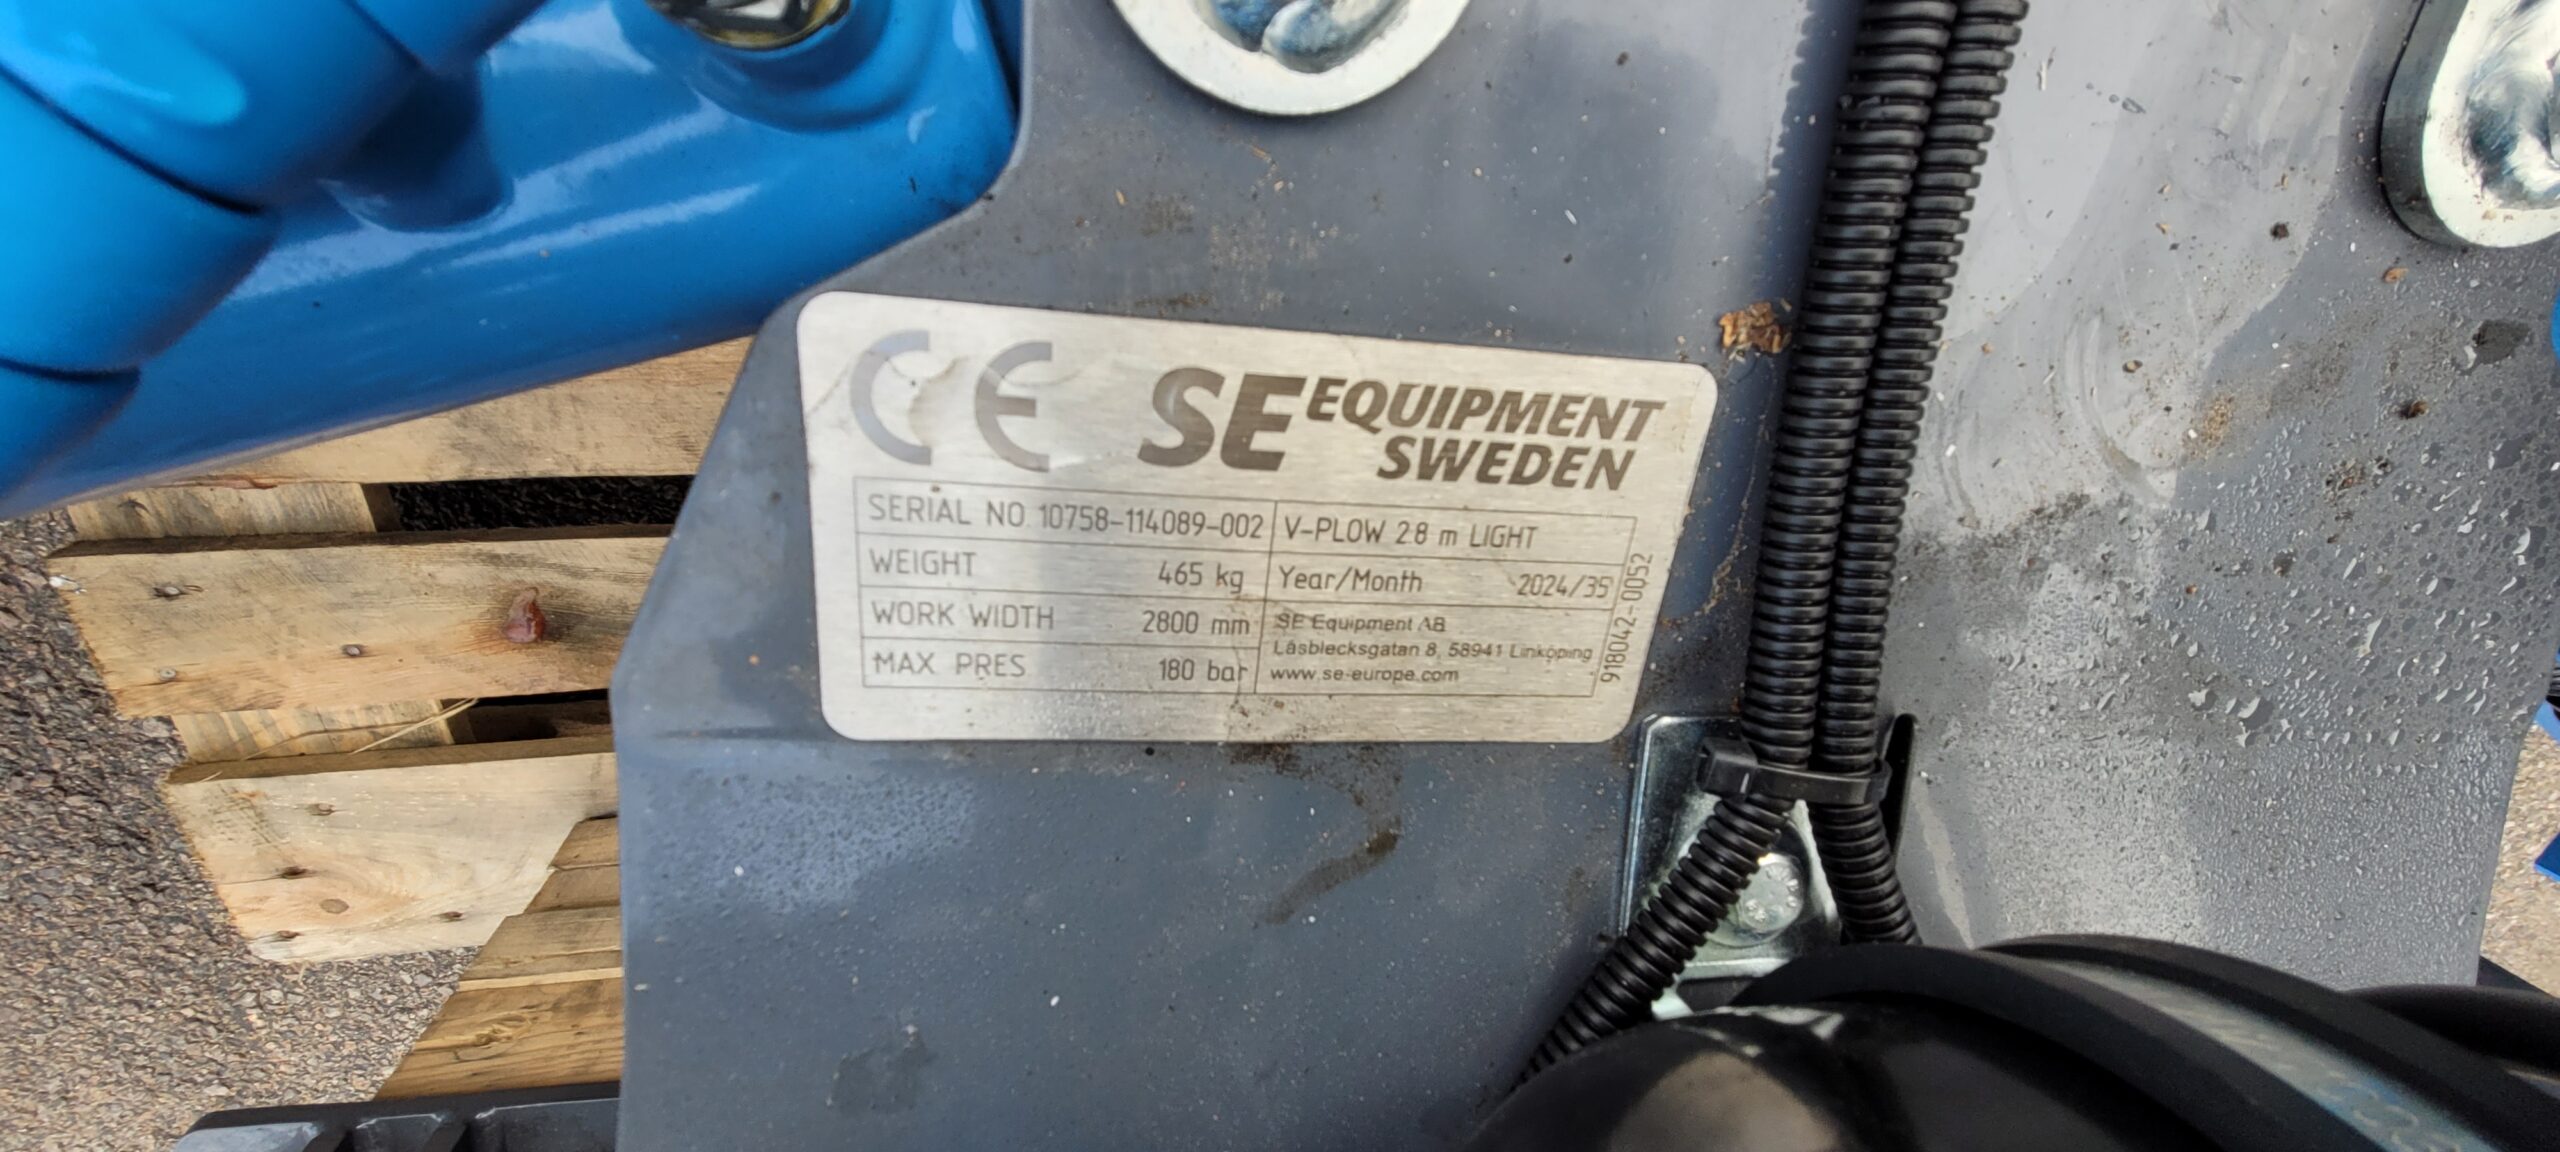 CE SE EQUIPMENT
SWEDEN
SERIAL NO 10758-114089-002 V-PLOW 2.8 m LIGHT
WEIGHT 465 kg Year/Month 2024/35
WORK WIDTH 2800 mm SE Equipment AB
Låsblecksgatan 8, 58941 Linköping
MAX PRES 180 bar www.se-europe.com
918042-0052